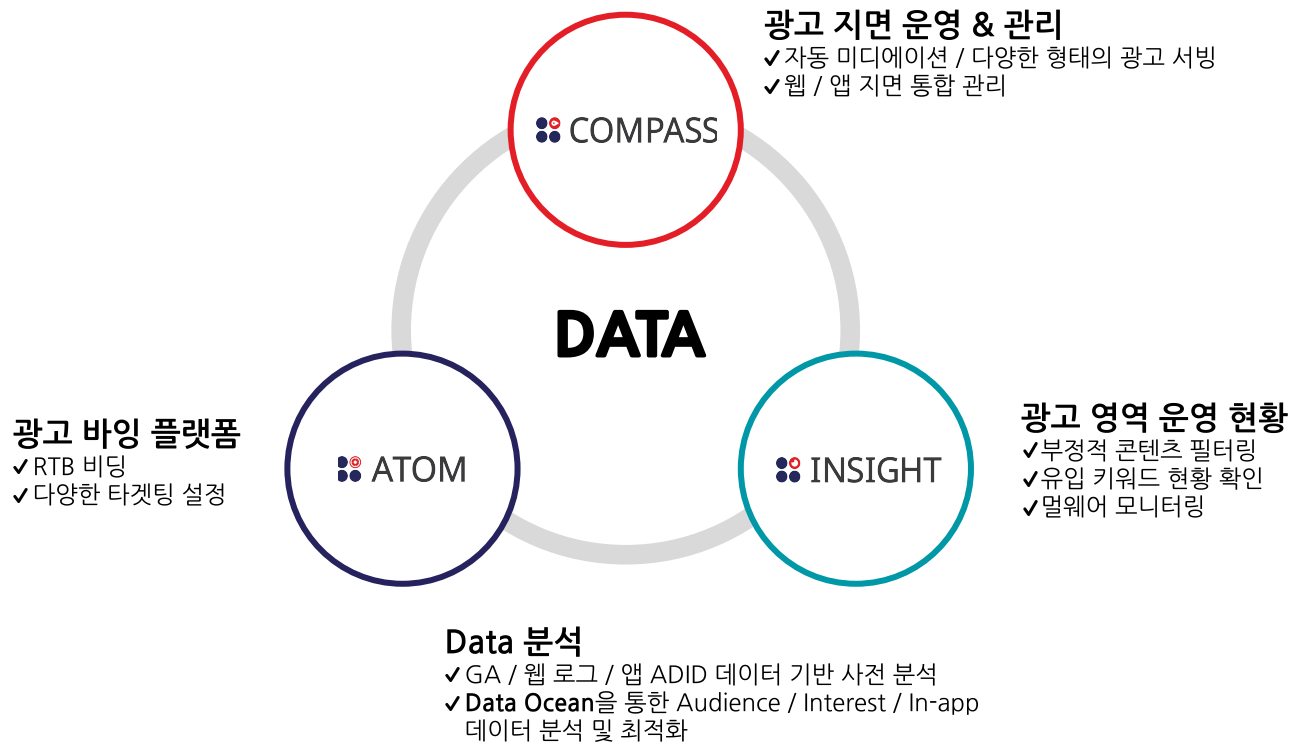 광고 지면 운영 & 관리
✓자동 미디에이션 / 다양한 형태의 광고 서빙
✓웹 / 앱 지면 통합 관리
COMPASS
DATA
광고 바잉 플랫폼
✓RTB 비딩
✓다양한 타겟팅 설정
ATOM
INSIGHT
광고 영역 운영 현황
✓부정적 콘텐츠 필터링
✓유입 키워드 현황 확인
✓멀웨어 모니터링
Data 분석
✓GA / 웹 로그 / 앱 ADID 데이터 기반 사전 분석
✓Data Ocean을 통한 Audience / Interest / In-app
데이터 분석 및 최적화